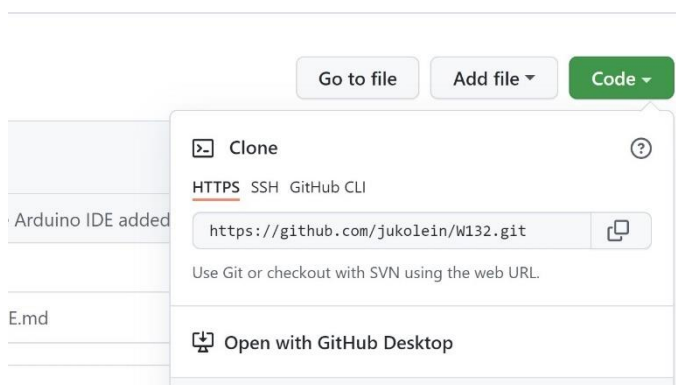 Go to file Add file Code
Clone
HTTPS SSH GitHub CLI
Arduino IDE added
https://github.com/jukolein/W132.git
Use Git or checkout with SVN using the web URL.
E.md
Open with GitHub Desktop